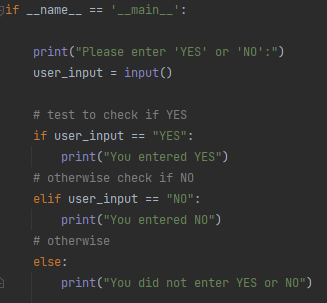 if __name__ == '__main__':
print("Please enter 'YES' or 'NO':")
user_input = input()
# test to check if YES
if user_input == "YES":
print("You entered YES")
# otherwise check if NO
elif user_input == "NO":
print("You entered NO")
# otherwise
else:
print("You did not enter YES or NO")